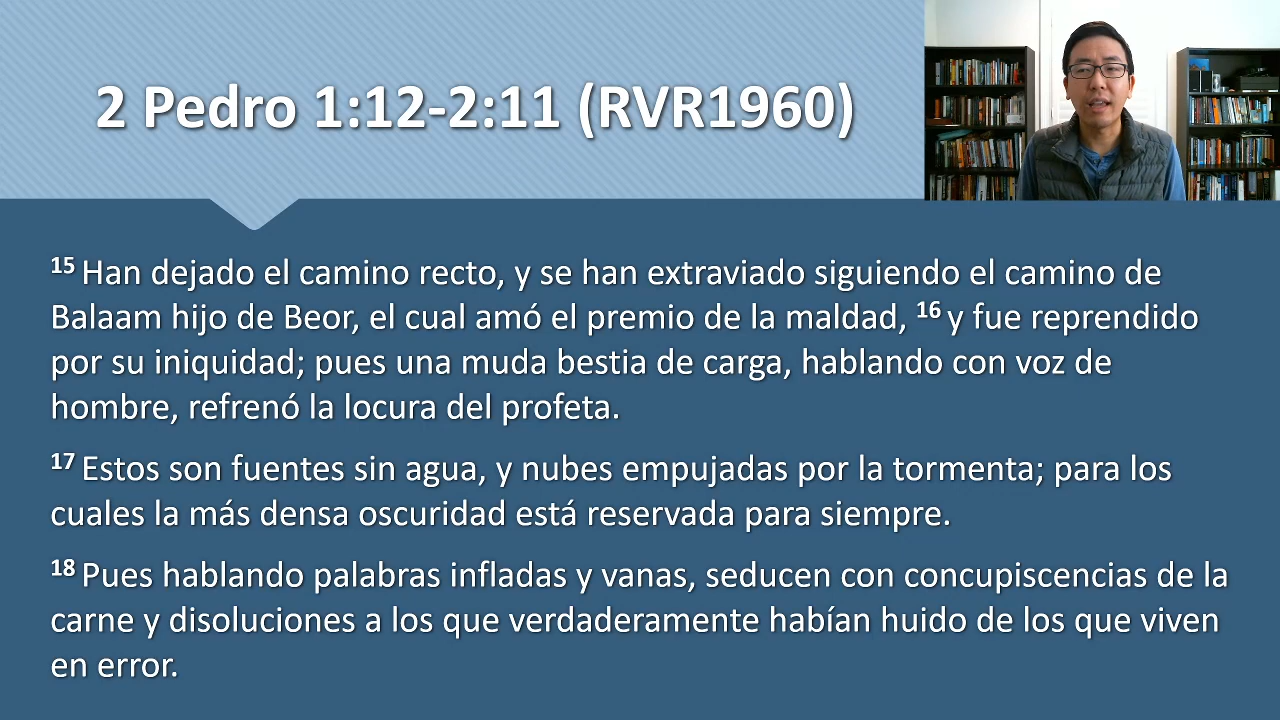 2 Pedro 1:12-2:11 (RVR1960)
15 Han dejado el camino recto, y se han extraviado siguiendo el camino de
Balaam hijo de Beor, el cual amó el premio de la maldad, 16 y fue reprendido
por su iniquidad; pues una muda bestia de carga, hablando con voz de
hombre, refrenó la locura del profeta.
17 Estos son fuentes sin agua, y nubes empujadas por la tormenta; para los
cuales la más densa oscuridad está reservada para siempre.
18 Pues hablando palabras infladas y vanas, seducen con concupiscencias de la
carne y disoluciones a los que verdaderamente habían huido de los que viven
en error.